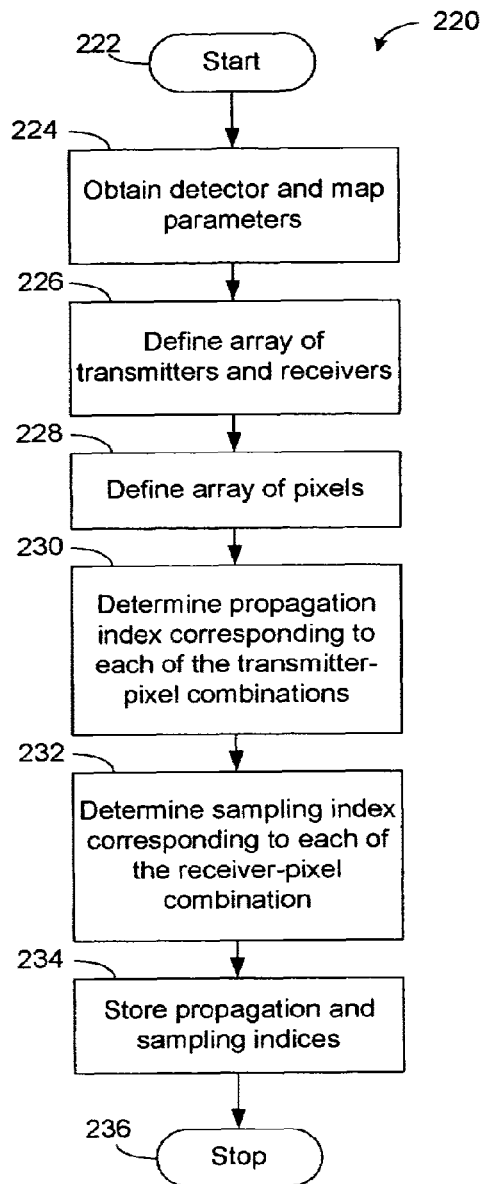 220
222
Start
224
Obtain detector and map
parameters
226
Define array of
transmitters and receivers
228
Define array of pixels
230
Determine propagation
index corresponding to
each of the transmitter-
pixel combinations
232
Determine sampling index
corresponding to each of
the receiver-pixel
combination
234
Store propagation and
sampling indices
236
Stop